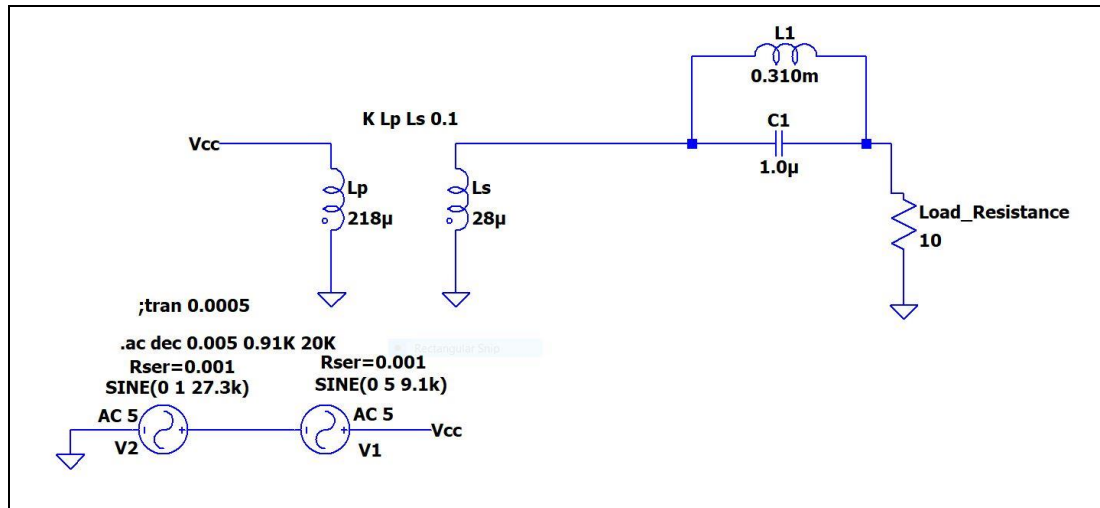 L1
0.310m
K Lp Ls 0.1
C1
1.0µ
Vcc
Lp
218µ
Ls
28µ
Load_Resistance
10
;tran 0.0005
.ac dec 0.005 0.91K 20K
Rectangular Snip
Rser=0.001
SINE(0 1 27.3k)
AC 5
V2
Rser=0.001
SINE(0 5 9.1k)
AC 5
V1
Vcc